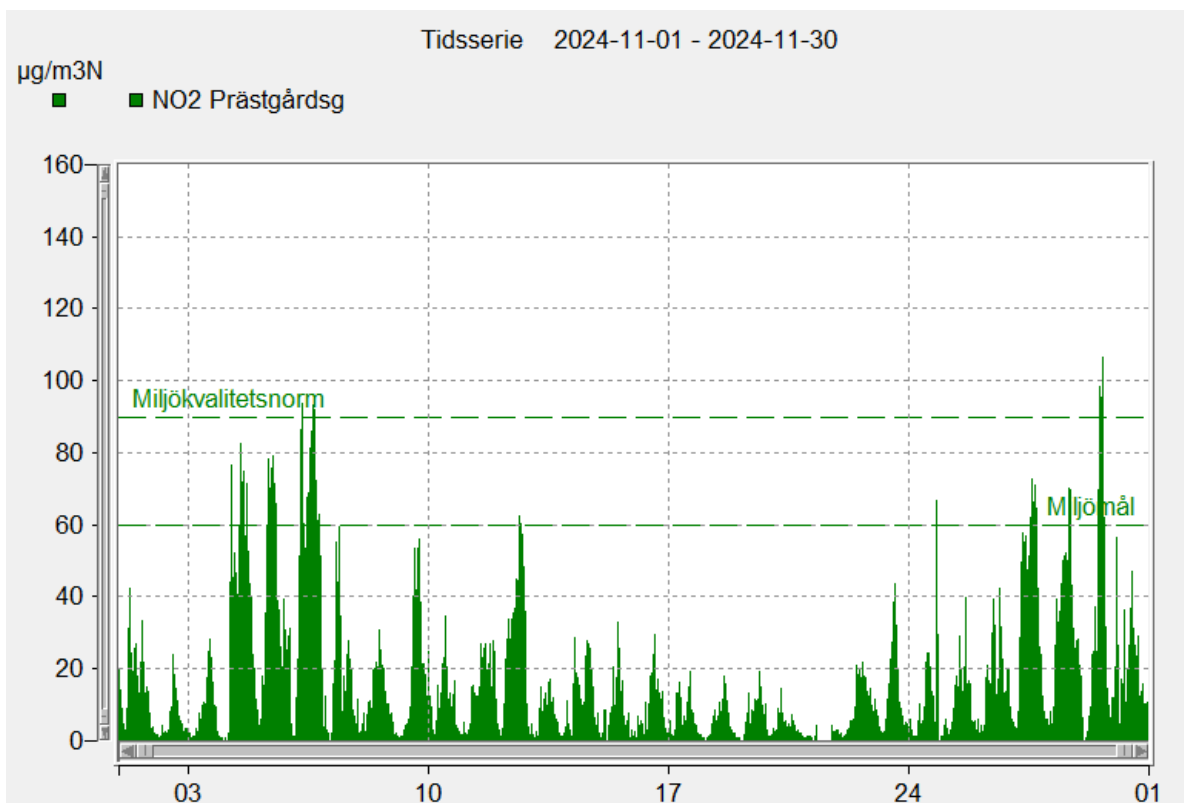 Tidsserie 2024-11-01 - 2024-11-30
µg/m3N
NO2 Prästgårdsg
160
140
120
100
Miljökvalitetsnorm
80
60
Miljömål
40
20
0
03 10 17 24 01